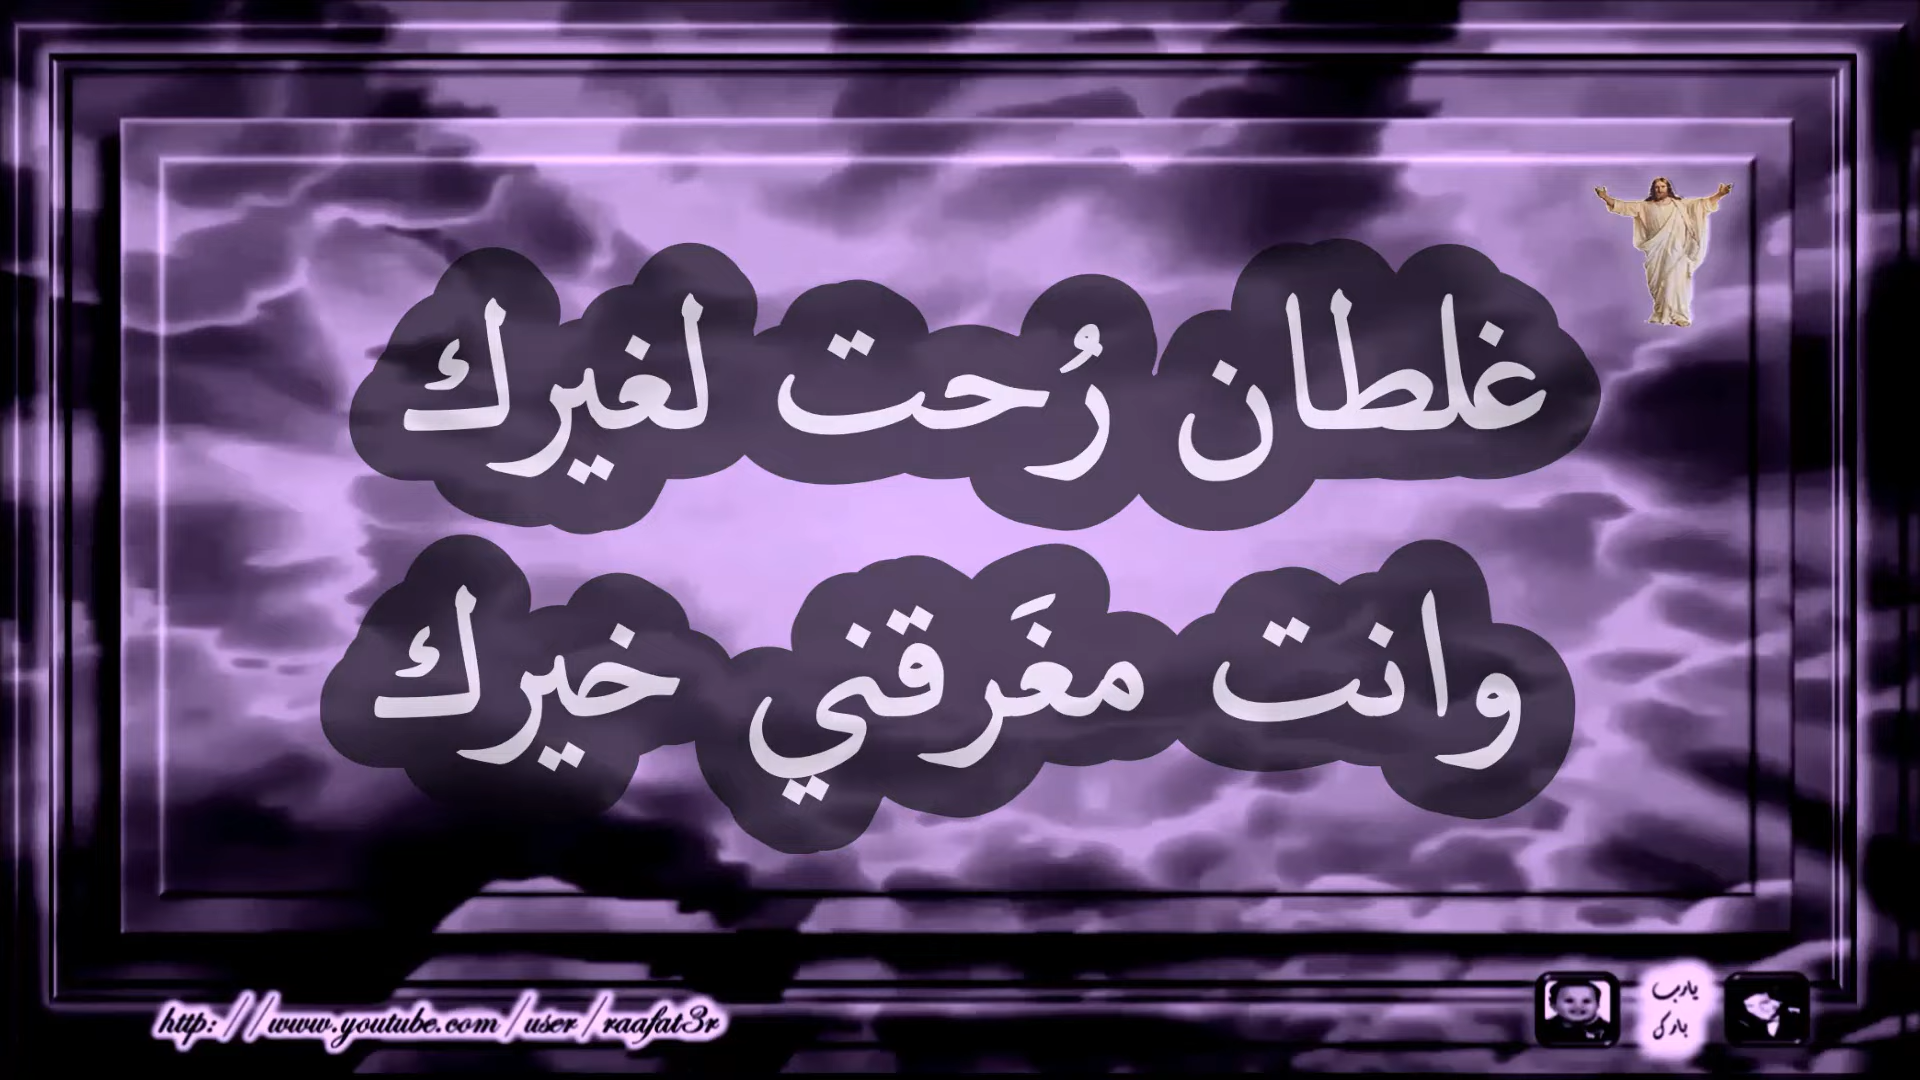 غلطان رُحت لغيرك
وانت مغَرقني خيرك
http://www.youtube.com/user/raafat3r
يارب
بارك